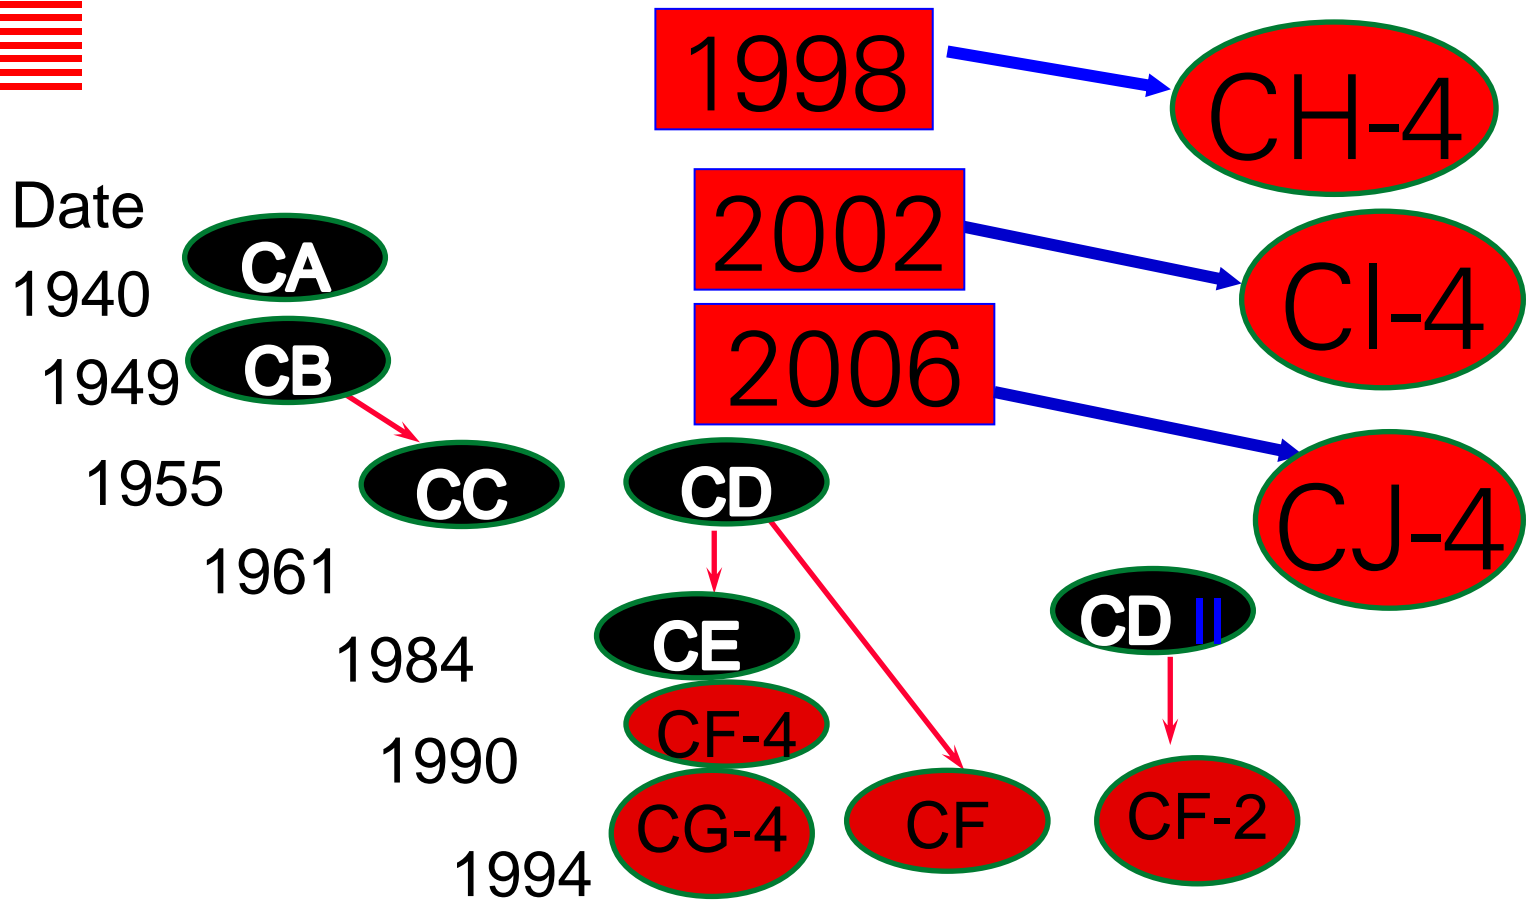 1998
CH-4
Date
2002
CA
1940
CI-4
2006
CB
1949
1955
CC
CD
CJ-4
1961
CD II
CE
1984
CF-4
1990
CG-4
CF
CF-2
1994